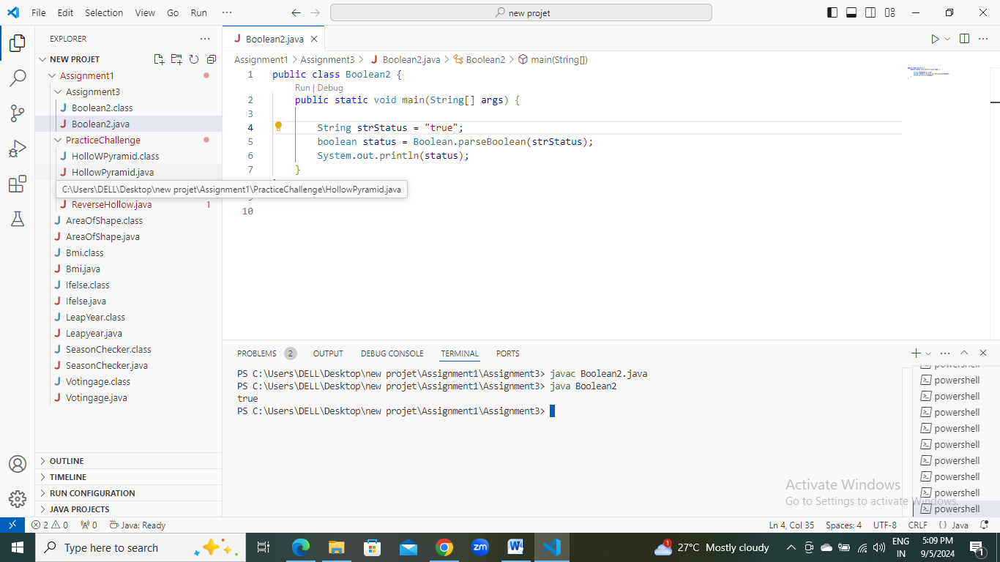 File Edit Selection View Go Run ···
new projet
EXPLORER
NEW PROJET
Assignment1
Assignment3
Boolean2.class
Boolean2.java
PracticeChallenge
HolloWPyramid.class
HollowPyramid.java
C:\Users\DELL\Desktop\new projet\Assignment1\PracticeChallenge\HollowPyramid.java
ReverseHollow.java 1
AreaOfShape.class
AreaOfShape.java
Bmi.class
Bmi.java
Ifelse.class
Ifelse.java
LeapYear.class
Leapyear.java
SeasonChecker.class
SeasonChecker.java
Votingage.class
Votingage.java
OUTLINE
TIMELINE
RUN CONFIGURATION
JAVA PROJECTS
Boolean2.java
Assignment1 > Assignment3 > Boolean2.java > Boolean2 > main(String[])
1 public class Boolean2 {
Run | Debug
2 public static void main(String[] args) {
3
4 String strStatus = "true";
5 boolean status = Boolean.parseBoolean(strStatus);
6 System.out.println(status);
7 }
10
PROBLEMS 2 OUTPUT DEBUG CONSOLE TERMINAL PORTS
PS C:\Users\DELL\Desktop\new projet\Assignment1\Assignment3> javac Boolean2.java
PS C:\Users\DELL\Desktop\new projet\Assignment1\Assignment3> java Boolean2
true
PS C:\Users\DELL\Desktop\new projet\Assignment1\Assignment3>
powershell
powershell
powershell
powershell
powershell
powershell
powershell
powershell
powershell
powershell
Activate Windows
Go to Settings to activate Windows.
2 0 0 Java: Ready
Ln 4, Col 35 Spaces: 4 UTF-8 CRLF {} Java
Type here to search
27°C Mostly cloudy
ENG
IN
5:09 PM
9/5/2024
1